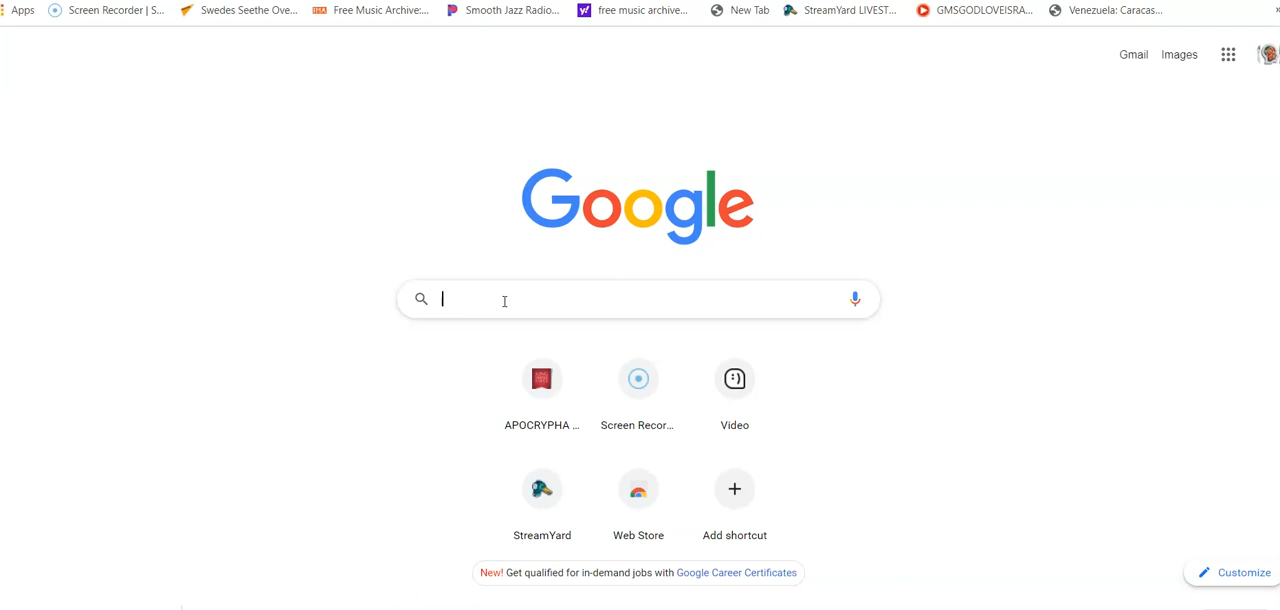 Apps Screen Recorder | S... Swedes Seethe Ove... Free Music Archive:... Smooth Jazz Radio... free music archive... New Tab StreamYard LIVEST... GMSGODLOVEISRA... Venezuela: Caracas...
Gmail Images
Google
APOCRYPHA ... Screen Recor... Video
StreamYard Web Store Add shortcut
New! Get qualified for in-demand jobs with Google Career Certificates
Customize